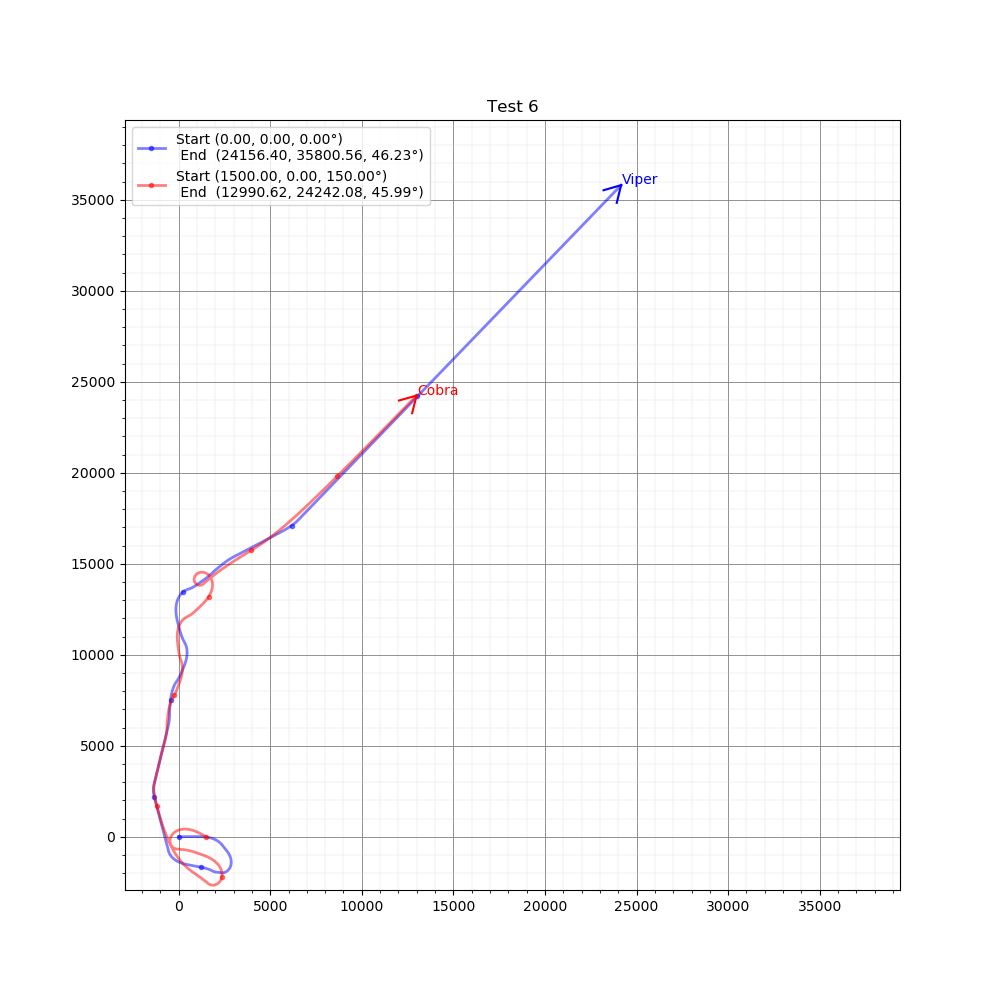 Test 6
Start (0.00, 0.00, 0.00°)
End (24156.40, 35800.56, 46.23°)
Start (1500.00, 0.00, 150.00°)
End (12990.62, 24242.08, 45.99°)
Viper
Cobra
35000
30000
25000
20000
15000
10000
5000
0
0 5000 10000 15000 20000 25000 30000 35000